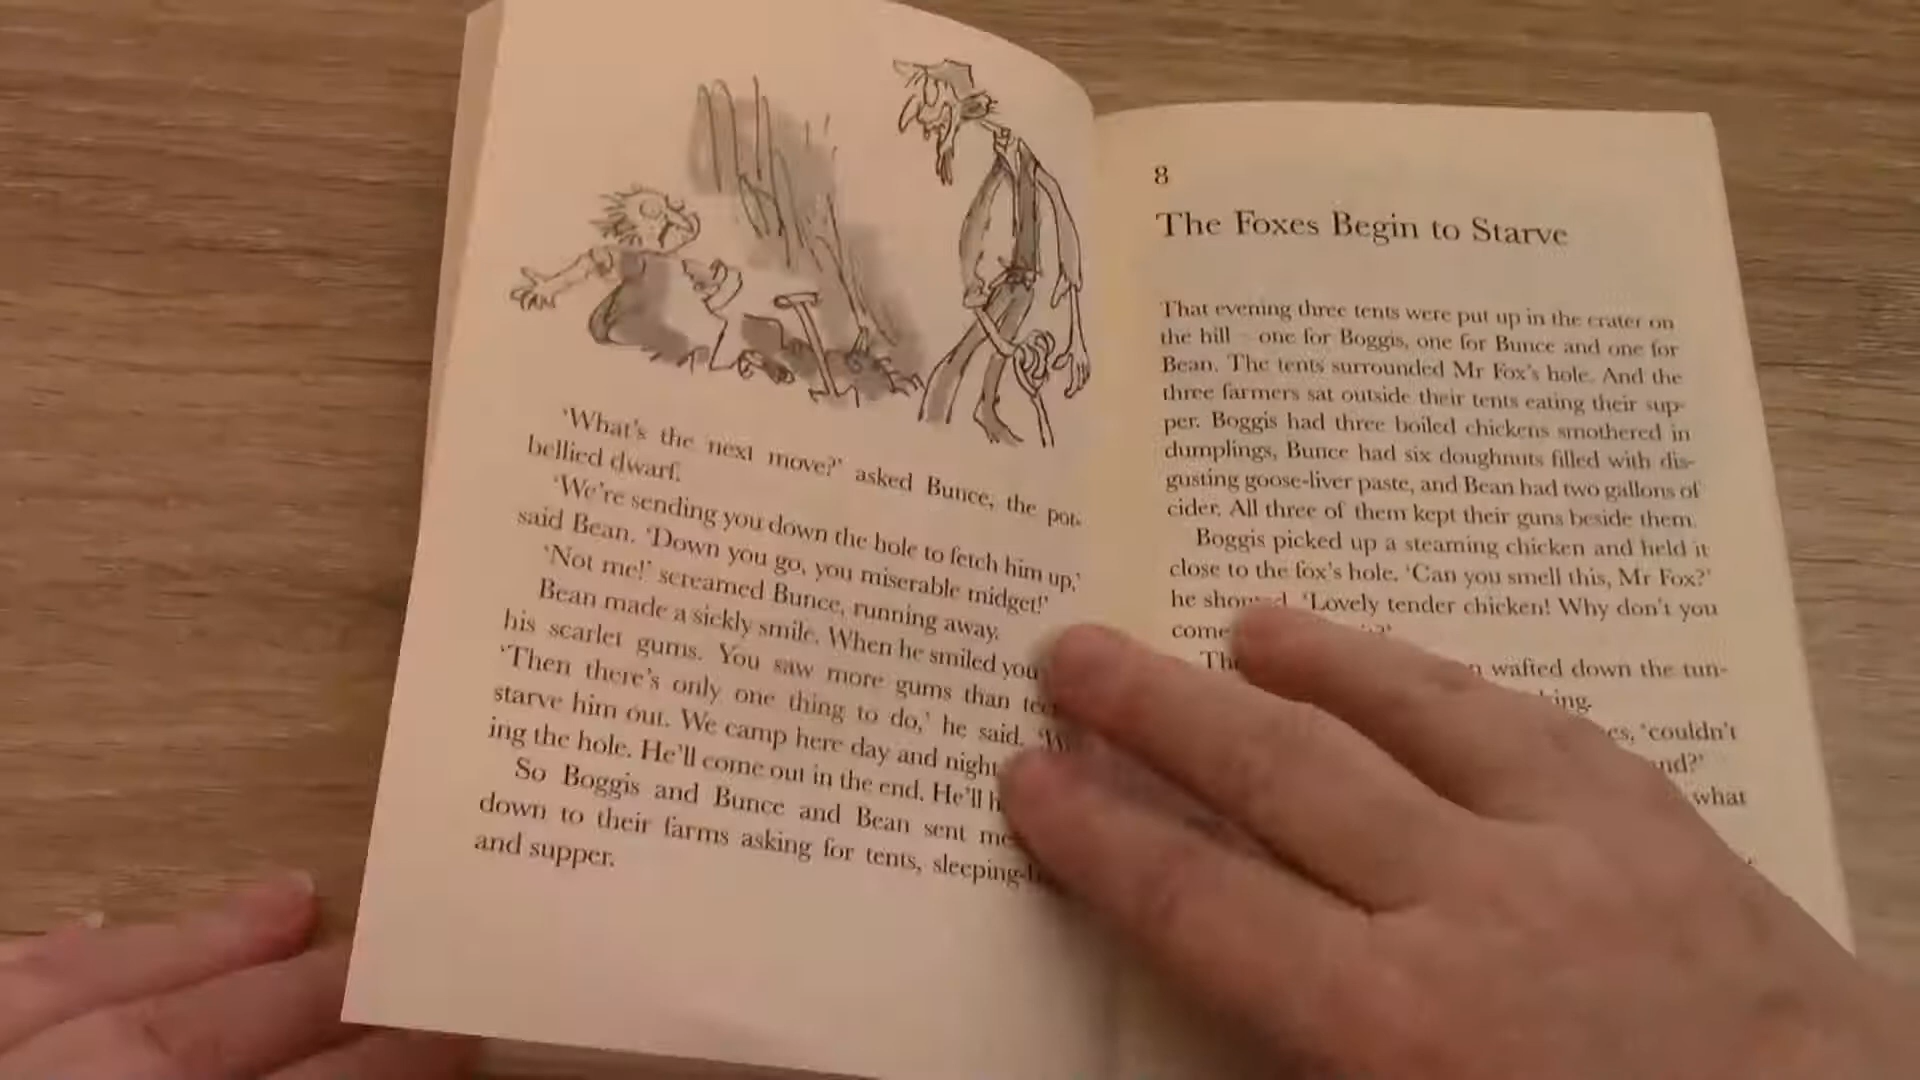 ‘What’s the next move?’ asked Bunce, the pot-
bellied dwarf.
‘We’re sending you down the hole to fetch him up,’
said Bean. ‘Down you go, you miserable midget!’
‘Not me!’ screamed Bunce, running away.
Bean made a sickly smile. When he smiled you
his scarlet gums. You saw more gums than
‘Then there’s only one thing to do,’ he said.
starve him out. We camp here day and night
ing the hole. He’ll come out in the end. He’ll
So Boggis and Bunce and Bean sent
down to their farms asking for tents, sleeping-
and supper.
8
The Foxes Begin to Starve
That evening three tents were put up in the crater on
the hill – one for Boggis, one for Bunce and one for
Bean. The tents surrounded Mr Fox’s hole. And the
three farmers sat outside their tents eating their sup-
per. Boggis had three boiled chickens smothered in
dumplings, Bunce had six doughnuts filled with dis-
gusting goose-liver paste, and Bean had two gallons of
cider. All three of them kept their guns beside them.
Boggis picked up a steaming chicken and held it
close to the fox’s hole. ‘Can you smell this, Mr Fox?’
he shouted. ‘Lovely tender chicken! Why don’t you
come
wafted down the tun-
‘couldn’t
what